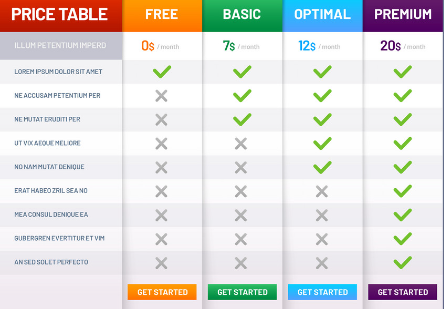 PRICE TABLE FREE BASIC OPTIMAL PREMIUM
ILLUM PETENTIUM IMPERD 0$ / month 7$ / month 12$ / month 20$ / month
LOREM IPSUM DOLOR SIT AMET
NE ACCUSAM PETENTIUM PER
NE MUTAT ERUDITI PER
UT VIX AEQUE MELIORE
NO NAM MUTAT DENIQUE
ERAT HABEO ZRIL SEA NO
MEA CONSUL DENIQUE EA
GUBERGREN EVERTITUR ET VIM
AN SED SOLET PERFECTO
GET STARTED GET STARTED GET STARTED GET STARTED